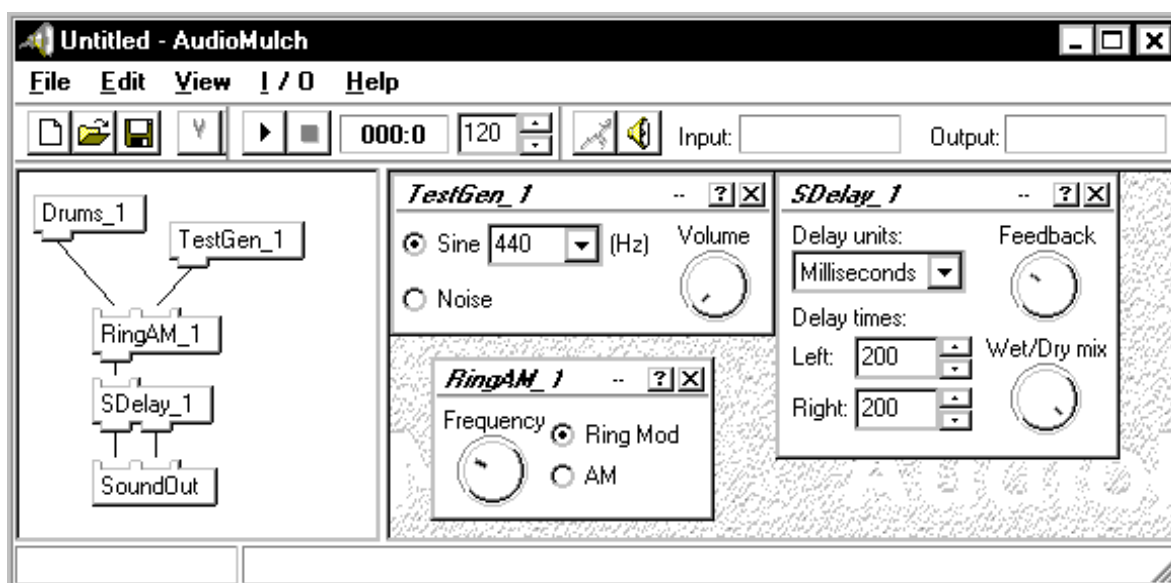 Untitled - AudioMulch
File Edit View I / O Help
000:0 120 Input: Output:
Drums_1
TestGen_1
RingAM_1
SDelay_1
SoundOut
TestGen_1 -- ?
Sine 440 (Hz) Volume
Noise
RingAM_1 -- ?
Frequency
Ring Mod
AM
SDelay_1 -- ?
Delay units: Feedback
Milliseconds
Delay times:
Left: 200 Wet/Dry mix
Right: 200
Audio